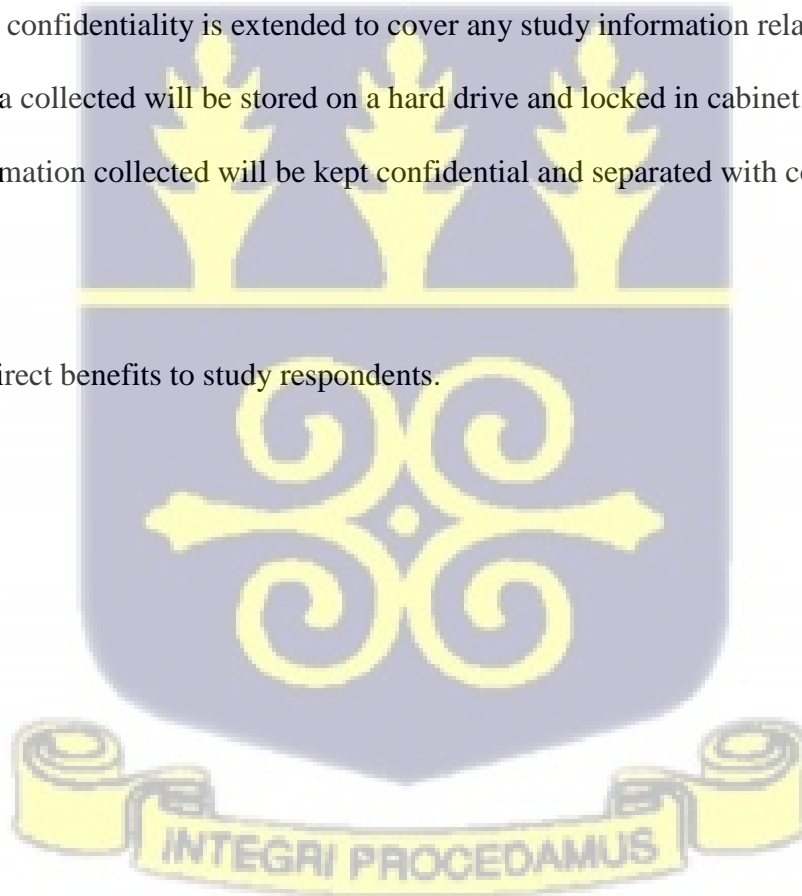 confidentiality is extended to cover any study information rela
a collected will be stored on a hard drive and locked in cabinet.
mation collected will be kept confidential and separated with c
irect benefits to study respondents.
INTEGRI PROCEDAMUS